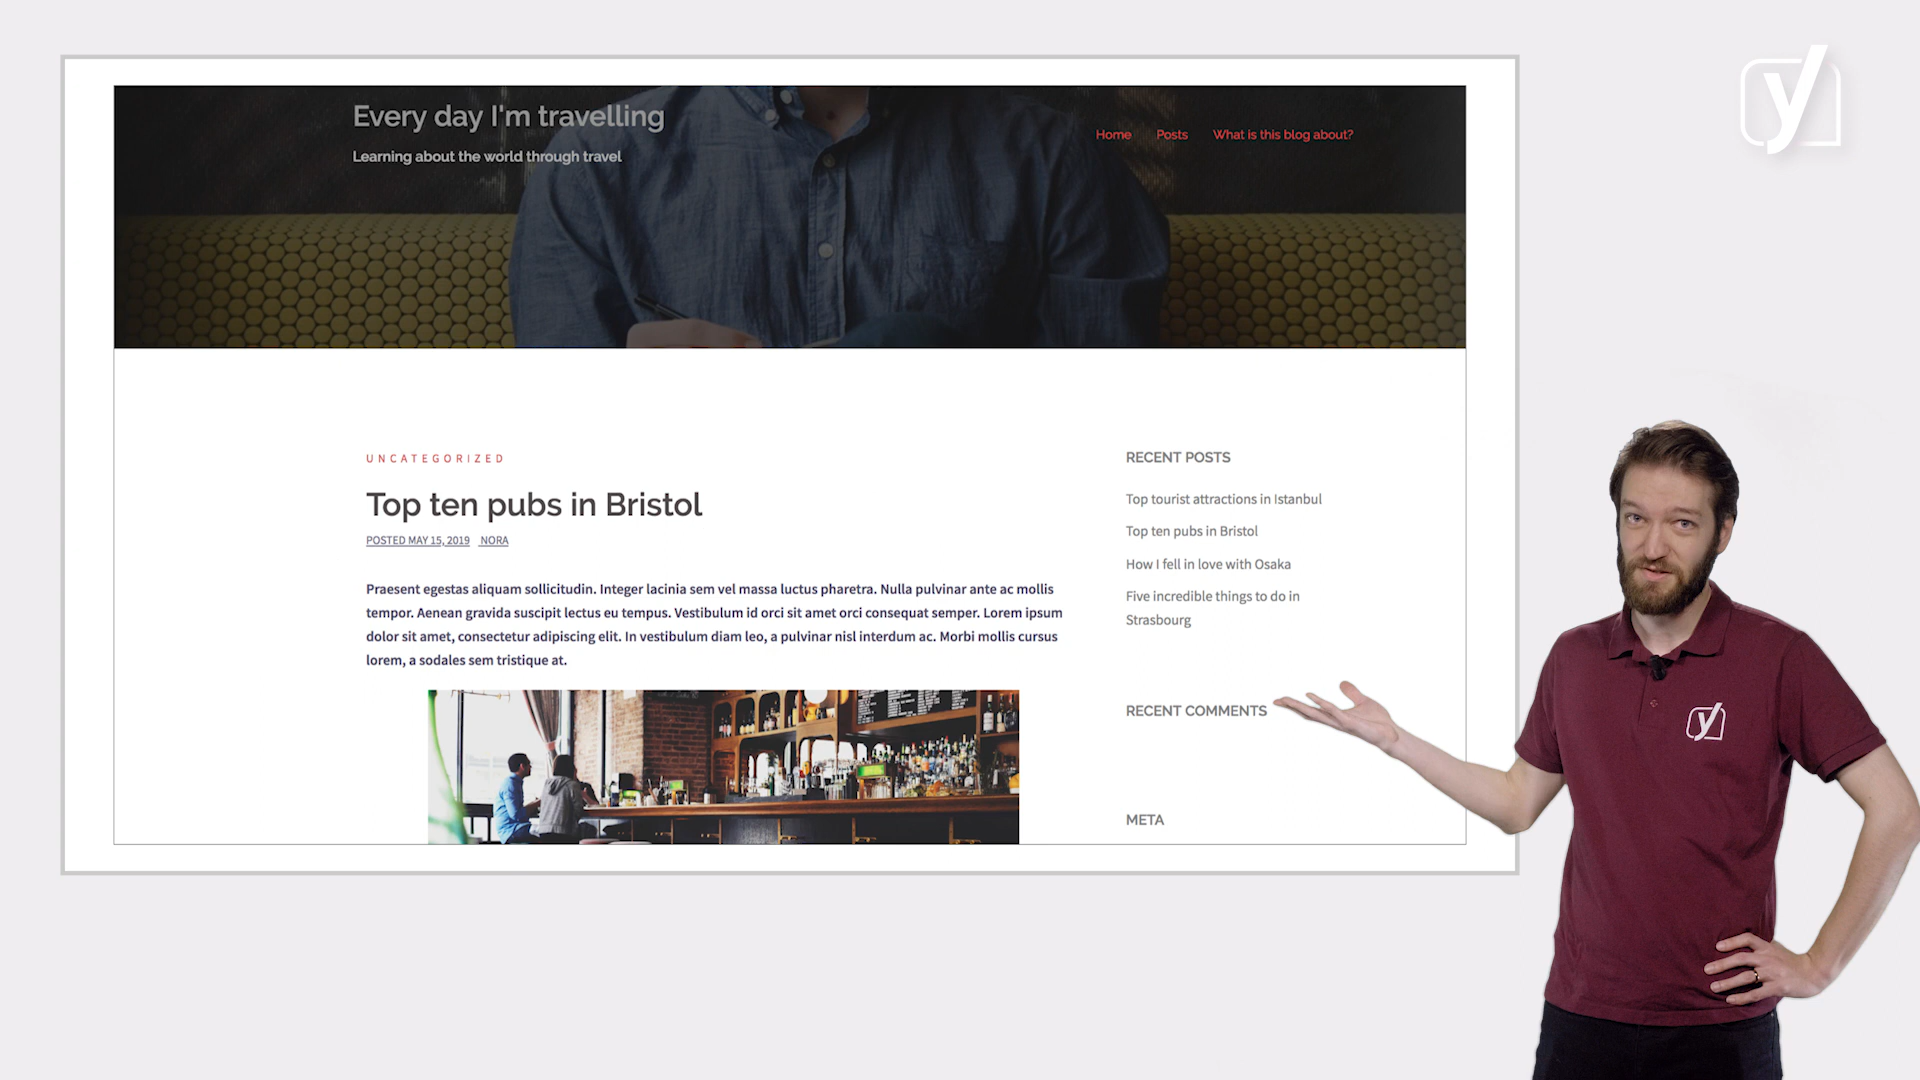 Every day I'm travelling
Learning about the world through travel
Home Posts What is this blog about?
y
UNCATEGORIZED
Top ten pubs in Bristol
POSTED MAY 15, 2019 NORA
Praesent egestas aliquam sollicitudin. Integer lacinia sem vel massa luctus pharetra. Nulla pulvinar ante ac mollis
tempor. Aenean gravida suscipit lectus eu tempus. Vestibulum id orci sit amet orci consequat semper. Lorem ipsum
dolor sit amet, consectetur adipiscing elit. In vestibulum diam leo, a pulvinar nisl interdum ac. Morbi mollis cursus
lorem, a sodales sem tristique at.
RECENT POSTS
Top tourist attractions in Istanbul
Top ten pubs in Bristol
How I fell in love with Osaka
Five incredible things to do in
Strasbourg
RECENT COMMENTS
META
y